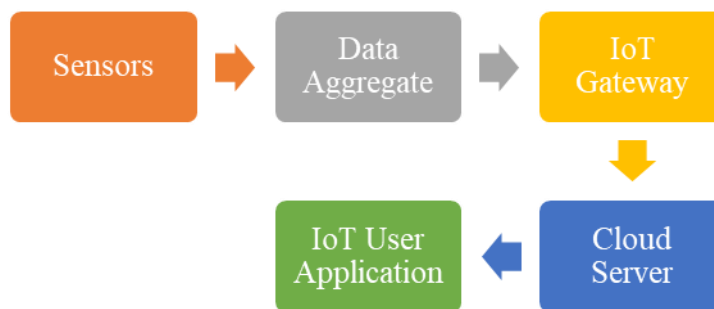 Sensors
Data
Aggregate
IoT
Gateway
IoT User
Application
Cloud
Server